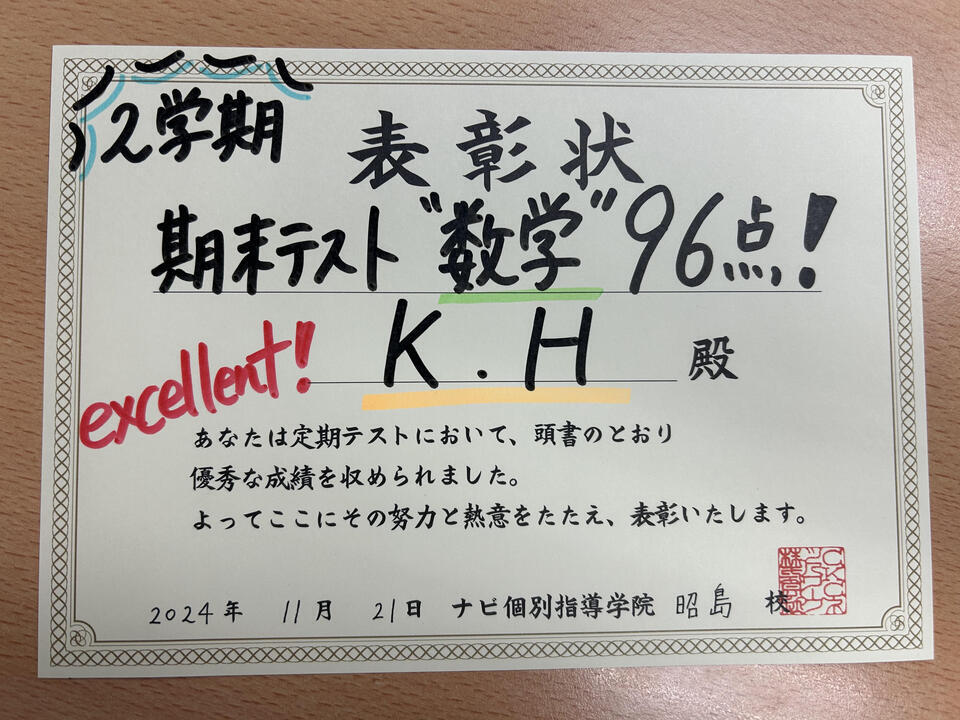 2学期
表彰状
期末テスト "数学" 96点!
excellent!
K.H 殿
あなたは定期テストにおいて、頭書のとおり
優秀な成績を収められました。
よってここにその努力と熱意をたたえ、表彰いたします。
2024年 11月 21日 ナビ個別指導学院 昭島 校